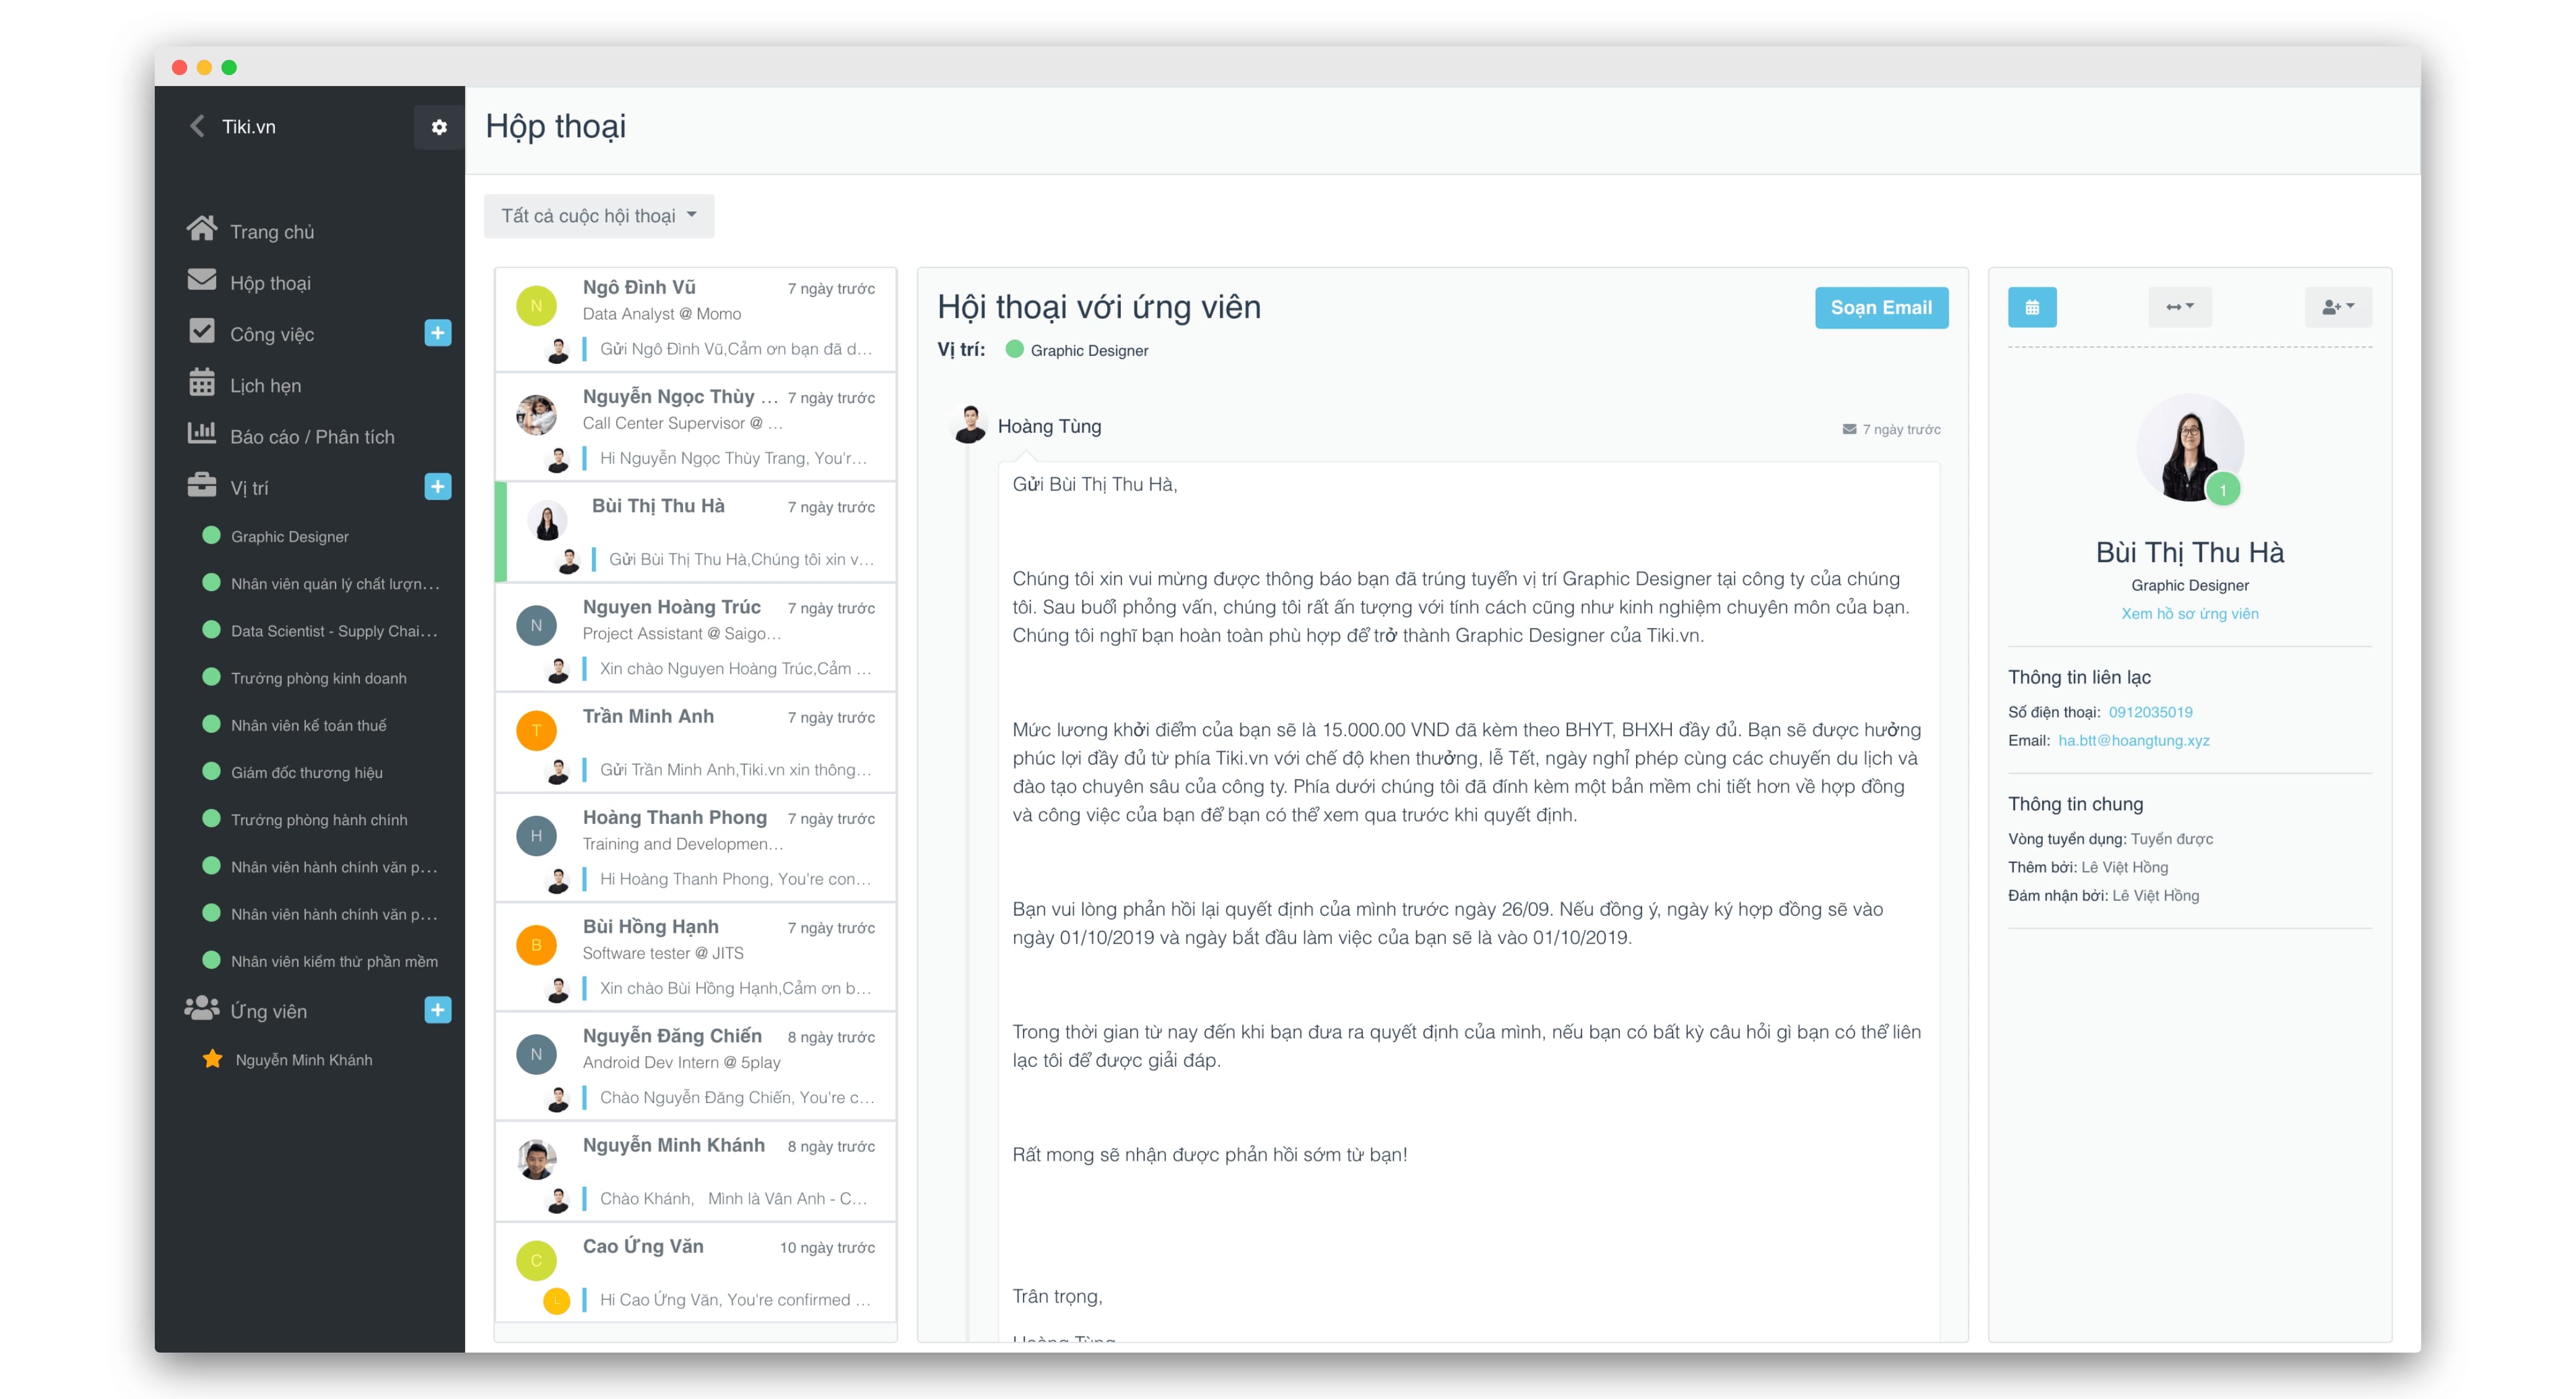 Tiki.vn
Hộp thoại
Trang chủ
Hộp thoại
Công việc
Lịch hẹn
Báo cáo / Phân tích
Vị trí
Graphic Designer
Nhân viên quản lý chất lượn...
Data Scientist - Supply Chai...
Trưởng phòng kinh doanh
Nhân viên kế toán thuế
Giám đốc thương hiệu
Trưởng phòng hành chính
Nhân viên hành chính văn p...
Nhân viên hành chính văn p...
Nhân viên kiểm thử phần mềm
Ứng viên
Nguyễn Minh Khánh
Tất cả cuộc hội thoại
N
Ngô Đình Vũ 7 ngày trước
Data Analyst @ Momo
Gửi Ngô Đình Vũ,Cảm ơn bạn đã d...
Nguyễn Ngọc Thùy ... 7 ngày trước
Call Center Supervisor @ ...
Hi Nguyễn Ngọc Thùy Trang, You'r...
Bùi Thị Thu Hà 7 ngày trước
Gửi Bùi Thị Thu Hà,Chúng tôi xin v...
N
Nguyen Hoàng Trúc 7 ngày trước
Project Assistant @ Saigo...
Xin chào Nguyen Hoàng Trúc,Cảm ...
T
Trần Minh Anh 7 ngày trước
Gửi Trần Minh Anh,Tiki.vn xin thông...
H
Hoàng Thanh Phong 7 ngày trước
Training and Developmen...
Hi Hoàng Thanh Phong, You're con...
B
Bùi Hồng Hạnh 7 ngày trước
Software tester @ JITS
Xin chào Bùi Hồng Hạnh,Cảm ơn b...
N
Nguyễn Đăng Chiến 8 ngày trước
Android Dev Intern @ 5play
Chào Nguyễn Đăng Chiến, You're c...
Nguyễn Minh Khánh 8 ngày trước
Chào Khánh, Mình là Vân Anh - C...
C
Cao Ứng Văn 10 ngày trước
L
Hi Cao Ứng Văn, You're confirmed ...
Hội thoại với ứng viên
Soạn Email
Vị trí: Graphic Designer
Hoàng Tùng 7 ngày trước
Gửi Bùi Thị Thu Hà,
Chúng tôi xin vui mừng được thông báo bạn đã trúng tuyển vị trí Graphic Designer tại công ty của chúng
tôi. Sau buổi phỏng vấn, chúng tôi rất ấn tượng với tính cách cũng như kinh nghiệm chuyên môn của bạn.
Chúng tôi nghĩ bạn hoàn toàn phù hợp để trở thành Graphic Designer của Tiki.vn.
Mức lương khởi điểm của bạn sẽ là 15.000.00 VND đã kèm theo BHYT, BHXH đầy đủ. Bạn sẽ được hưởng
phúc lợi đầy đủ từ phía Tiki.vn với chế độ khen thưởng, lễ Tết, ngày nghỉ phép cùng các chuyến du lịch và
đào tạo chuyên sâu của công ty. Phía dưới chúng tôi đã đính kèm một bản mềm chi tiết hơn về hợp đồng
và công việc của bạn để bạn có thể xem qua trước khi quyết định.
Bạn vui lòng phản hồi lại quyết định của mình trước ngày 26/09. Nếu đồng ý, ngày ký hợp đồng sẽ vào
ngày 01/10/2019 và ngày bắt đầu làm việc của bạn sẽ là vào 01/10/2019.
Trong thời gian từ nay đến khi bạn đưa ra quyết định của mình, nếu bạn có bất kỳ câu hỏi gì bạn có thể liên
lạc tôi để được giải đáp.
Rất mong sẽ nhận được phản hồi sớm từ bạn!
Trân trọng,
Hoàng Tùng
1
Bùi Thị Thu Hà
Graphic Designer
Xem hồ sơ ứng viên
Thông tin liên lạc
Số điện thoại: 0912035019
Email: ha.btt@hoangtung.xyz
Thông tin chung
Vòng tuyển dụng: Tuyển được
Thêm bởi: Lê Việt Hồng
Đảm nhận bởi: Lê Việt Hồng